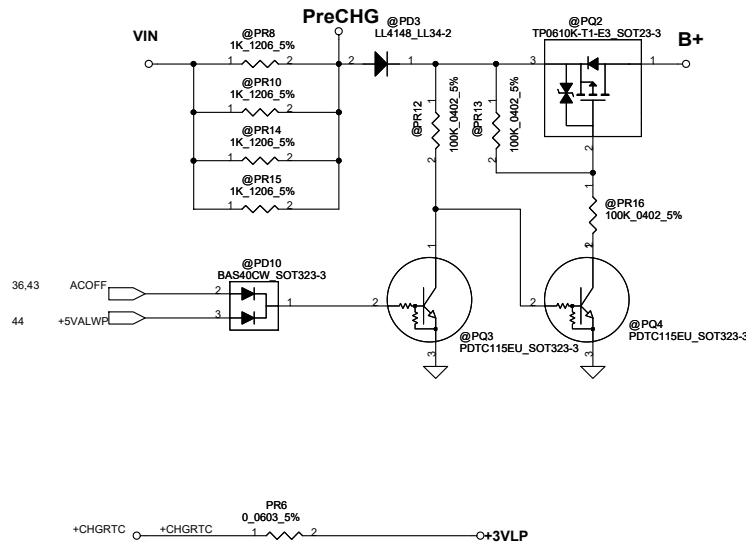 @PR8
1K_1206_5%
1 2
VIN
PreCHG
@PD3
LL4148_LL34-2
2 1
@PQ2
TP0610K-T1-E3_SOT23-3
3 1
B+
2
@PR10
1K_1206_5%
1 2
@PR14
1K_1206_5%
1 2
@PR15
1K_1206_5%
1 2
1
@PR12
100K_0402_5%
2
1
@PR13
100K_0402_5%
2
1
@PR16
100K_0402_5%
2
@PD10
BAS40CW_SOT323-3
36,43 ACOFF
2
44 +5VALWP
3
1
1
2
3
@PQ3
PDTC115EU_SOT323-3
2
2
3
@PQ4
PDTC115EU_SOT323-3
PR6
0_0603_5%
+CHGRTC +CHGRTC
1 2
+3VLP